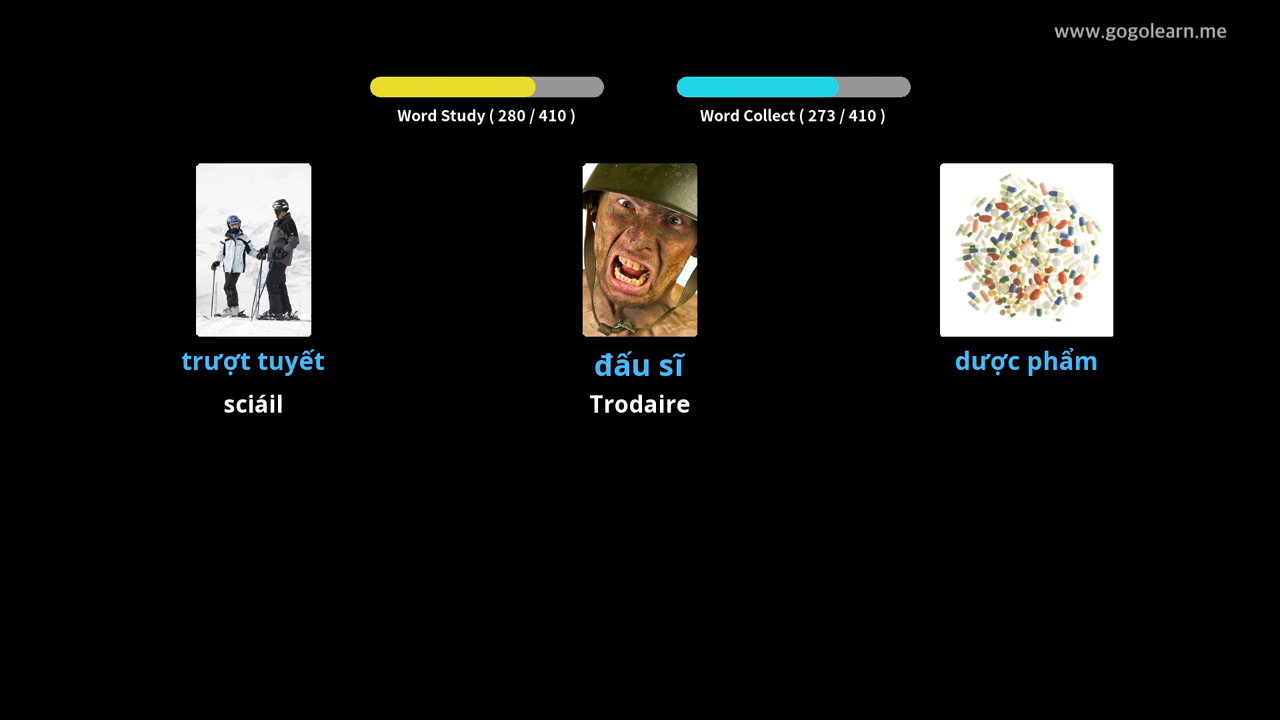 www.gogolearn.me
Word Study ( 280 / 410 )
Word Collect ( 273 / 410 )
trượt tuyết
đấu sĩ
dược phẩm
sciáil
Trodaire